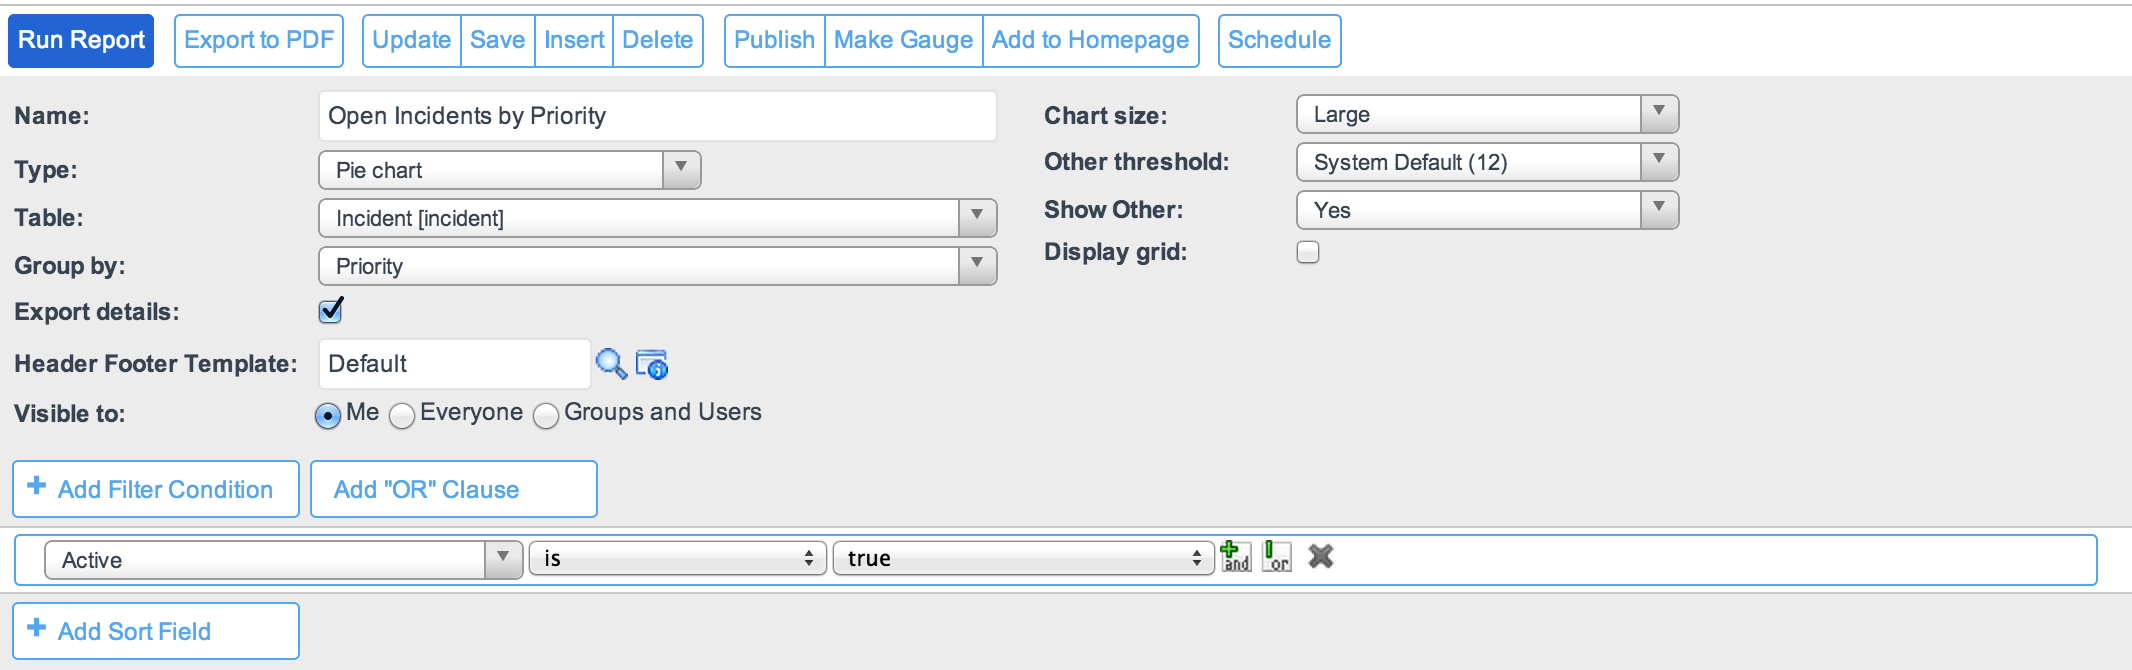 Run Report Export to PDF Update Save Insert Delete Publish Make Gauge Add to Homepage Schedule
Name: Open Incidents by Priority
Type: Pie chart
Table: Incident [incident]
Group by: Priority
Export details:
Header Footer Template: Default
Visible to: Me Everyone Groups and Users
Chart size: Large
Other threshold: System Default (12)
Show Other: Yes
Display grid:
+ Add Filter Condition Add "OR" Clause
Active is true and or
+ Add Sort Field